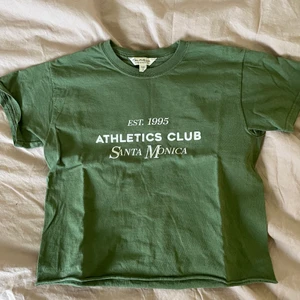 EST. 1995
ATHLETICS CLUB
SANTA MONICA